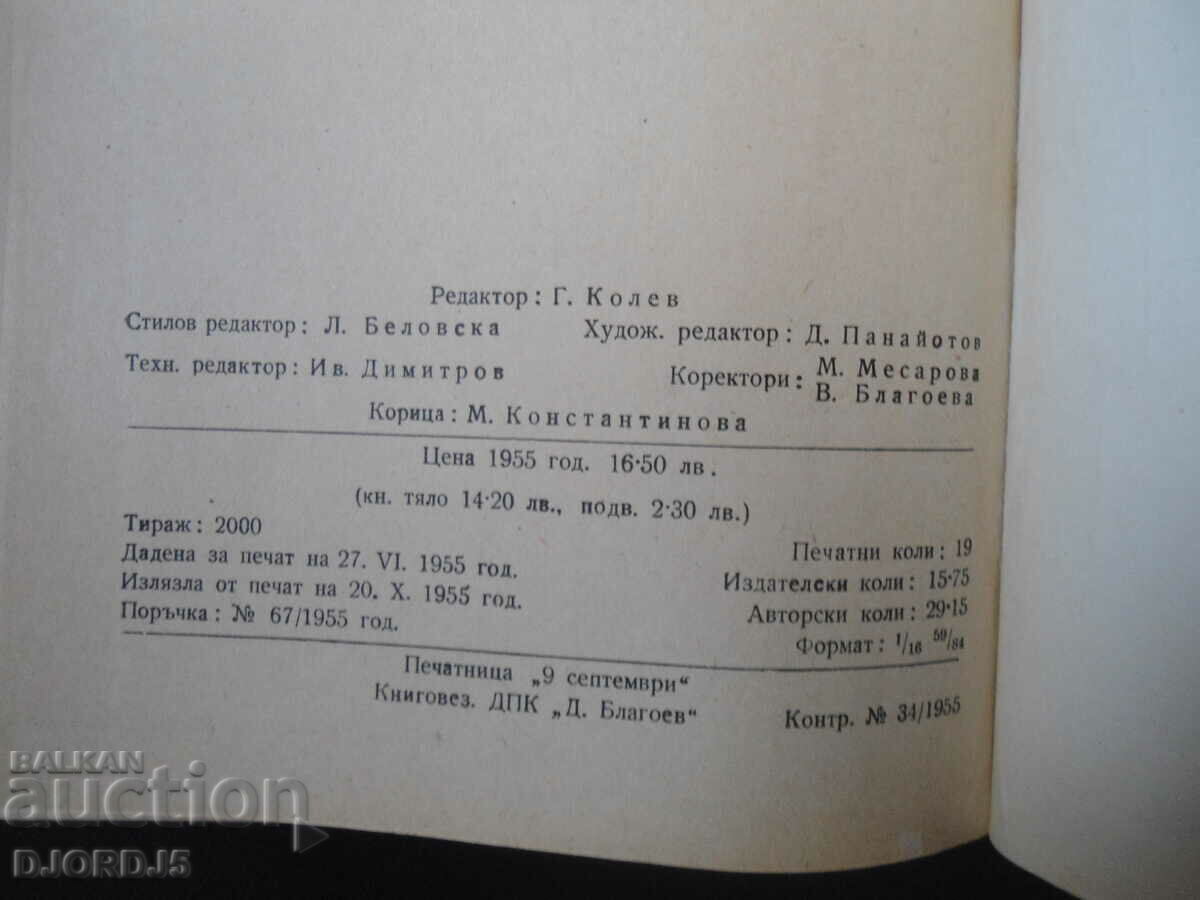 Редактор: Г. Колев
Стилов редактор: Л. Беловска Худож. редактор: Д. Панайотов
Техн. редактор: Ив. Димитров Коректори: М. Месарова
В. Благоева
Корица: М. Константинова
Цена 1955 год. 16·50 лв.
(кн. тяло 14·20 лв., подв. 2·30 лв.)
Тираж: 2000
Дадена за печат на 27. VI. 1955 год.
Излязла от печат на 20. X. 1955 год.
Поръчка: № 67/1955 год.
Печатни коли: 19
Издателски коли: 15·75
Авторски коли: 29·15
Формат: 1/16 59/84
Печатница „9 септември“
Книговез. ДПК „Д. Благоев“ Контр. № 34/1955
BALKAN
auction
DJORDJ5